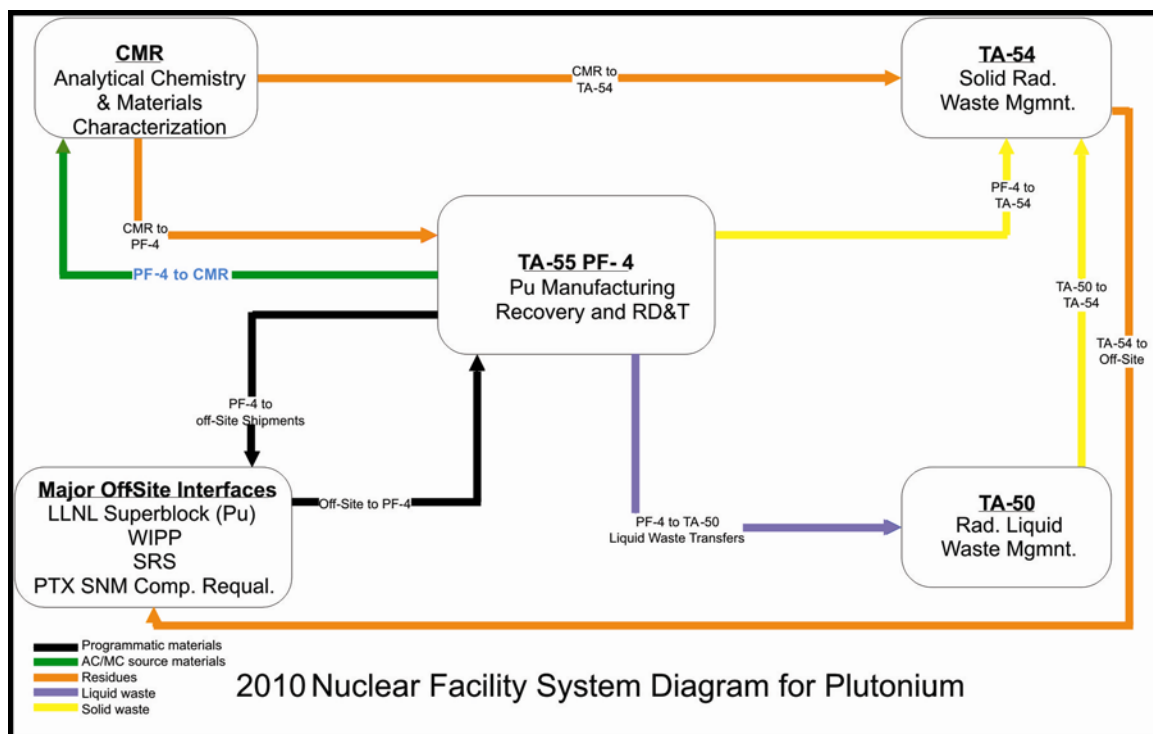 CMR
Analytical Chemistry
& Materials
Characterization
CMR to
TA-54
TA-54
Solid Rad.
Waste Mgmnt.
CMR to
PF-4
PF-4 to CMR
TA-55 PF- 4
Pu Manufacturing
Recovery and RD&T
PF-4 to
TA-54
TA-50 to
TA-54
TA-54 to
Off-Site
PF-4 to
off-Site Shipments
Major Off-Site Interfaces
LLNL Superblock (Pu)
WIPP
SRS
PTX SNM Comp. Requal.
Off-Site to PF-4
PF-4 to TA-50
Liquid Waste Transfers
TA-50
Rad. Liquid
Waste Mgmnt.
Programmatic materials
AC/MC source materials
Residues
Liquid waste
Solid waste
2010 Nuclear Facility System Diagram for Plutonium